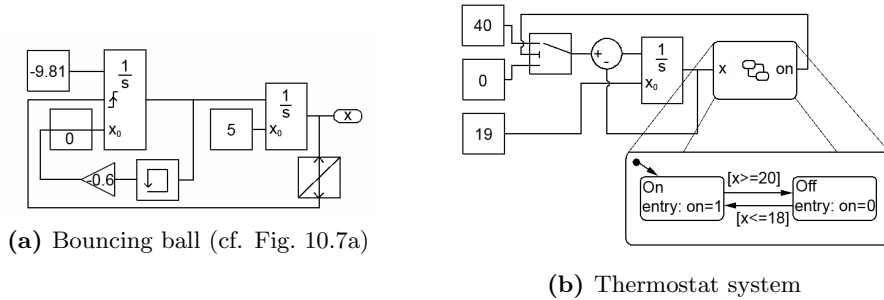 -9.81
1
s
x0
0
-0.6
5
1
s
x0
x
(a) Bouncing ball (cf. Fig. 10.7a)
40
0
19
+
-
1
s
x0
x
on
On
entry: on=1
[x>=20]
[x<=18]
Off
entry: on=0
(b) Thermostat system